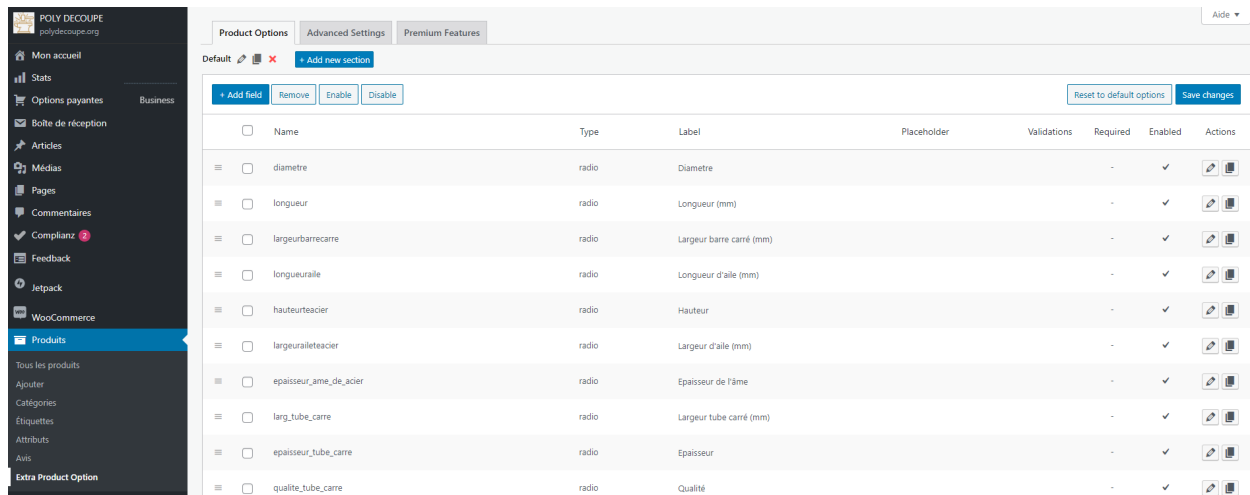 POLY DECOUPE
polydecoupe.org
Aide
Product Options Advanced Settings Premium Features
Default + Add new section
Mon accueil
Stats
Options payantes Business
Boîte de réception
Articles
Médias
Pages
Commentaires
Complianz 2
Feedback
Jetpack
WooCommerce
Produits
Tous les produits
Ajouter
Catégories
Étiquettes
Attributs
Avis
Extra Product Option
+ Add field Remove Enable Disable Reset to default options Save changes
Name Type Label Placeholder Validations Required Enabled Actions
diametre radio Diametre -
longueur radio Longueur (mm) -
largeurbarrecarre radio Largeur barre carré (mm) -
longueuraile radio Longueur d'aile (mm) -
hauteurteacier radio Hauteur -
largeuraileteacier radio Largeur d'aile (mm) -
epaisseur_ame_de_acier radio Epaisseur de l'âme -
larg_tube_carre radio Largeur tube carré (mm) -
epaisseur_tube_carre radio Epaisseur -
qualite_tube_carre radio Qualité -